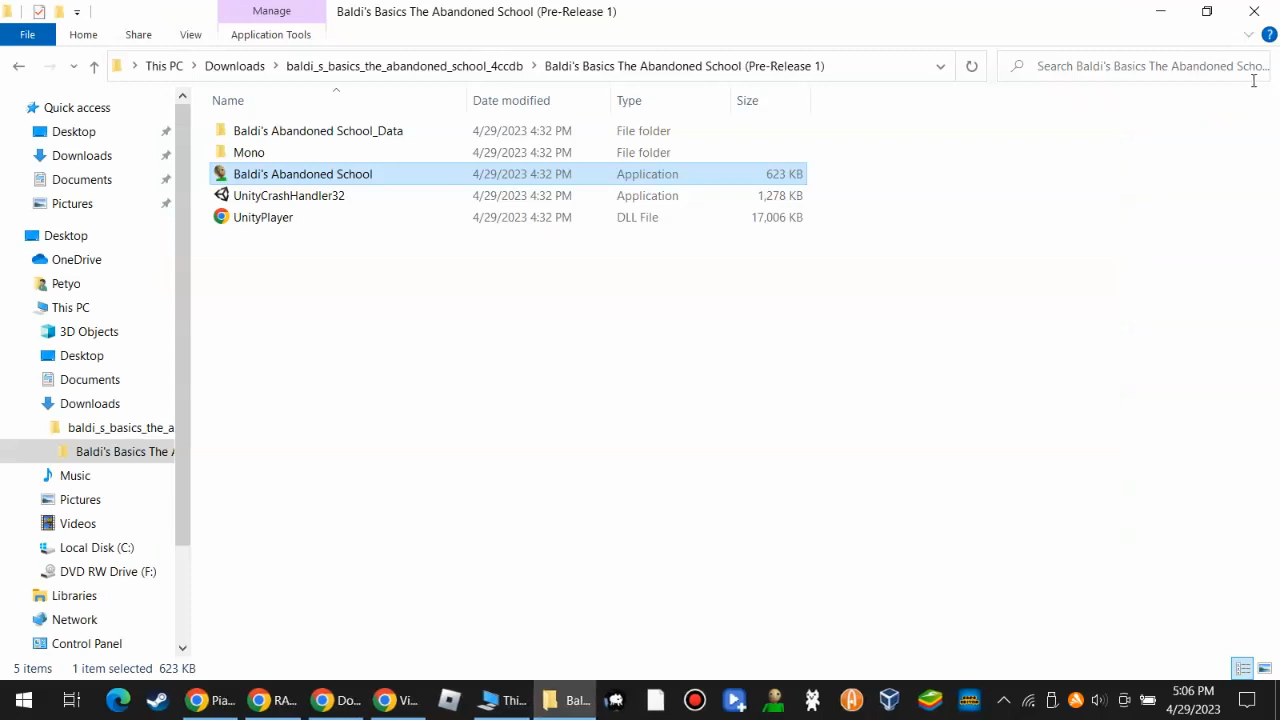 Manage
Baldi's Basics The Abandoned School (Pre-Release 1)
File
Home
Share
View
Application Tools
This PC
Downloads
baldi_s_basics_the_abandoned_school_4ccdb
Baldi's Basics The Abandoned School (Pre-Release 1)
Search Baldi's Basics The Abandoned Scho...
Name
Date modified
Type
Size
Baldi's Abandoned School_Data 4/29/2023 4:32 PM File folder
Mono 4/29/2023 4:32 PM File folder
Baldi's Abandoned School 4/29/2023 4:32 PM Application 623 KB
UnityCrashHandler32 4/29/2023 4:32 PM Application 1,278 KB
UnityPlayer 4/29/2023 4:32 PM DLL File 17,006 KB
Quick access
Desktop
Downloads
Documents
Pictures
Desktop
OneDrive
Petyo
This PC
3D Objects
Desktop
Documents
Downloads
baldi_s_basics_the_a
Baldi's Basics The A
Music
Pictures
Videos
Local Disk (C:)
DVD RW Drive (F:)
Libraries
Network
Control Panel
5 items 1 item selected 623 KB
Pia...
RA...
Do...
Vi...
Thi...
Bal...
5:06 PM
4/29/2023